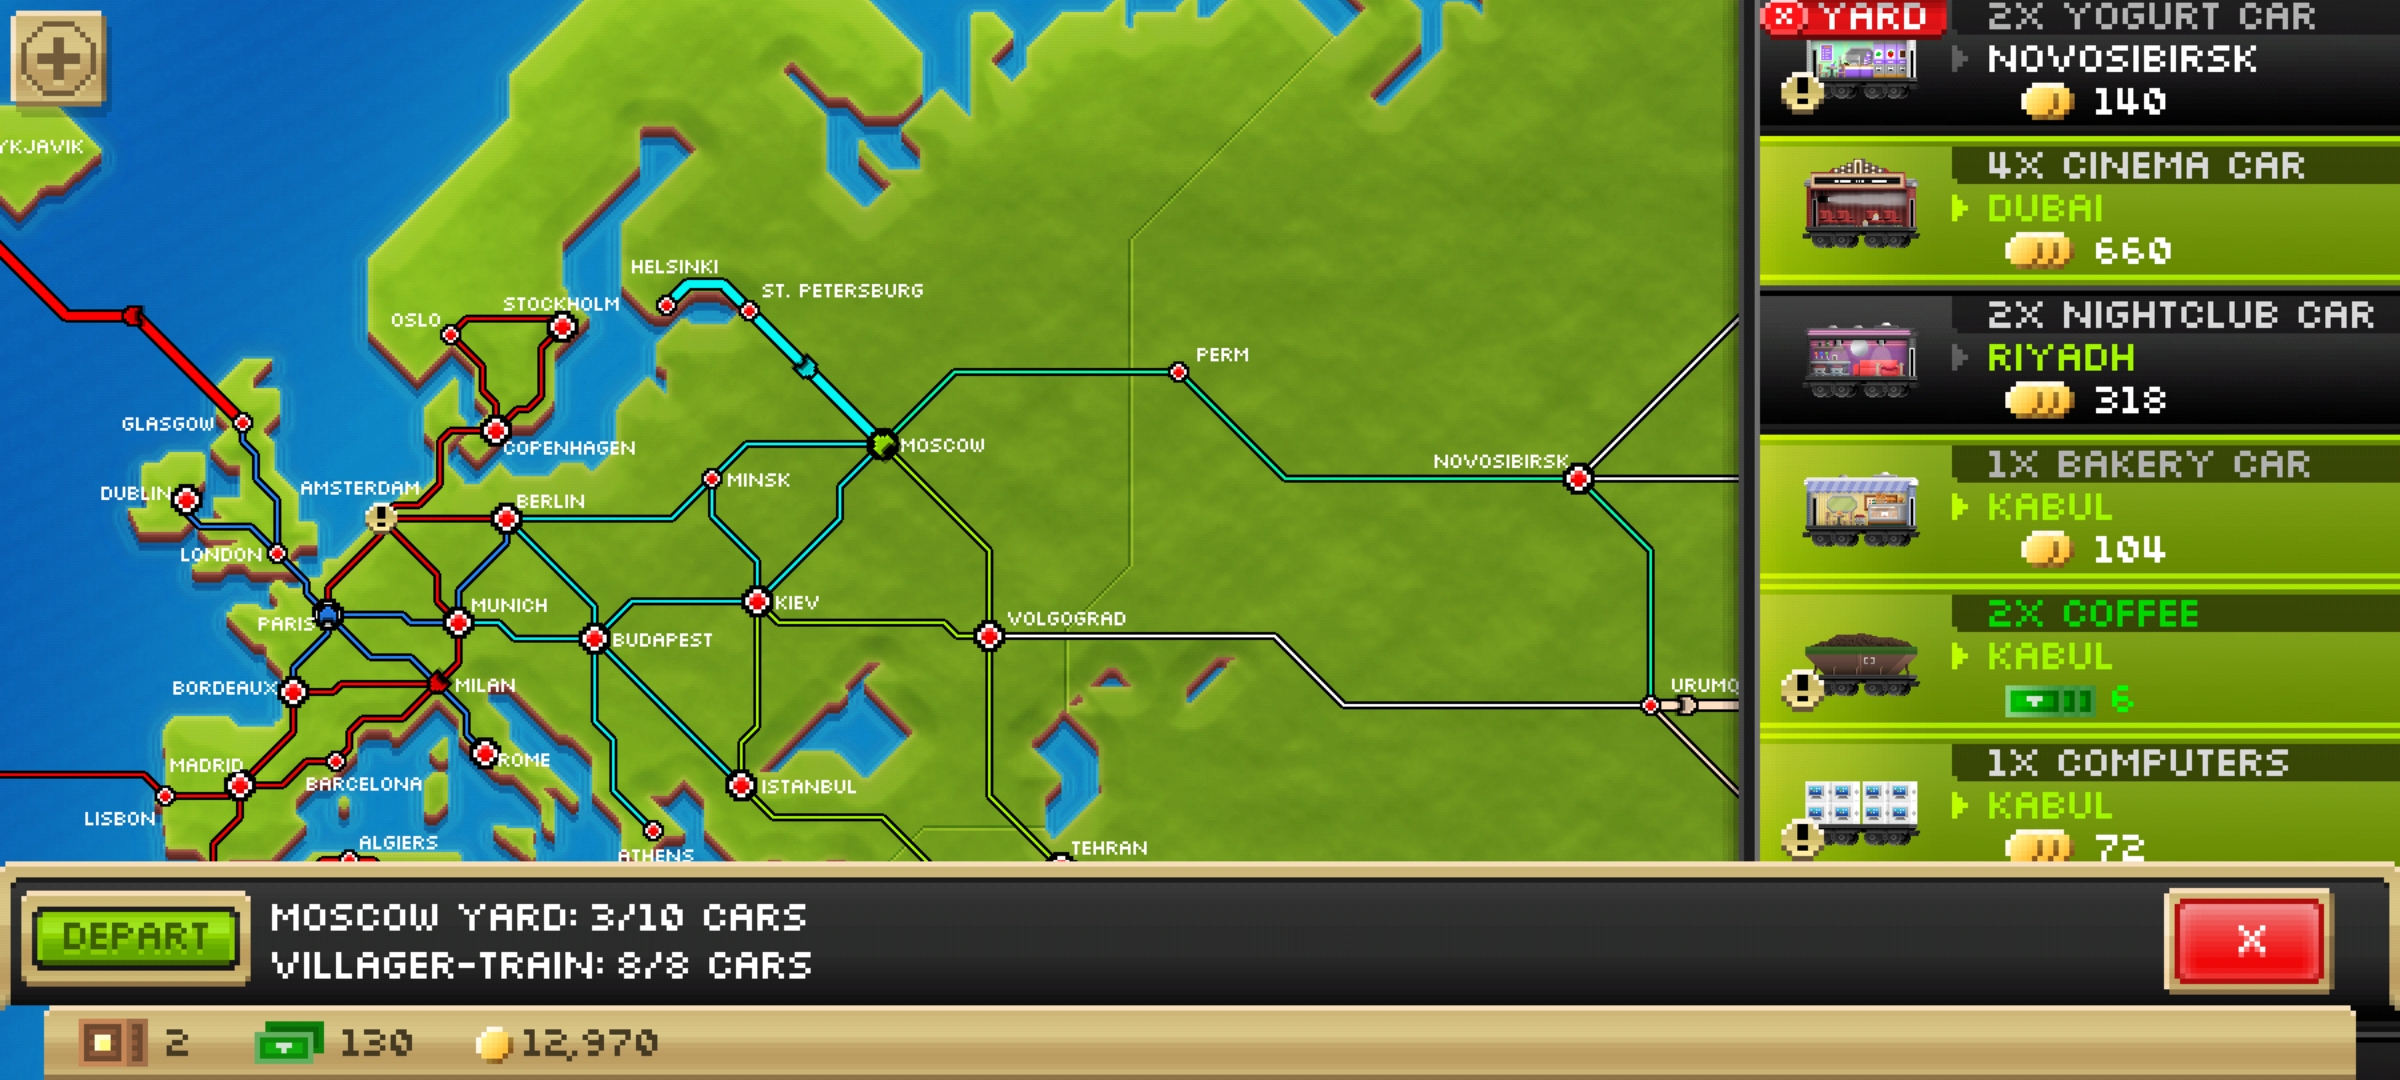 YKJAVIK
HELSINKI
ST. PETERSBURG
STOCKHOLM
OSLO
PERM
GLASGOW
COPENHAGEN
MOSCOW
NOVOSIBIRSK
MINSK
DUBLIN
AMSTERDAM
BERLIN
LONDON
MUNICH
KIEV
PARIS
VOLGOGRAD
BUDAPEST
BORDEAUX
MILAN
URUMQ
MADRID
ROME
BARCELONA
ISTANBUL
LISBON
ALGIERS
ATHENS
TEHRAN
X YARD
2X YOGURT CAR
NOVOSIBIRSK
140
4X CINEMA CAR
DUBAI
660
2X NIGHTCLUB CAR
RIYADH
318
1X BAKERY CAR
KABUL
104
2X COFFEE
KABUL
6
1X COMPUTERS
KABUL
72
DEPART
MOSCOW YARD: 3/10 CARS
VILLAGER-TRAIN: 8/8 CARS
X
2
130
12,970